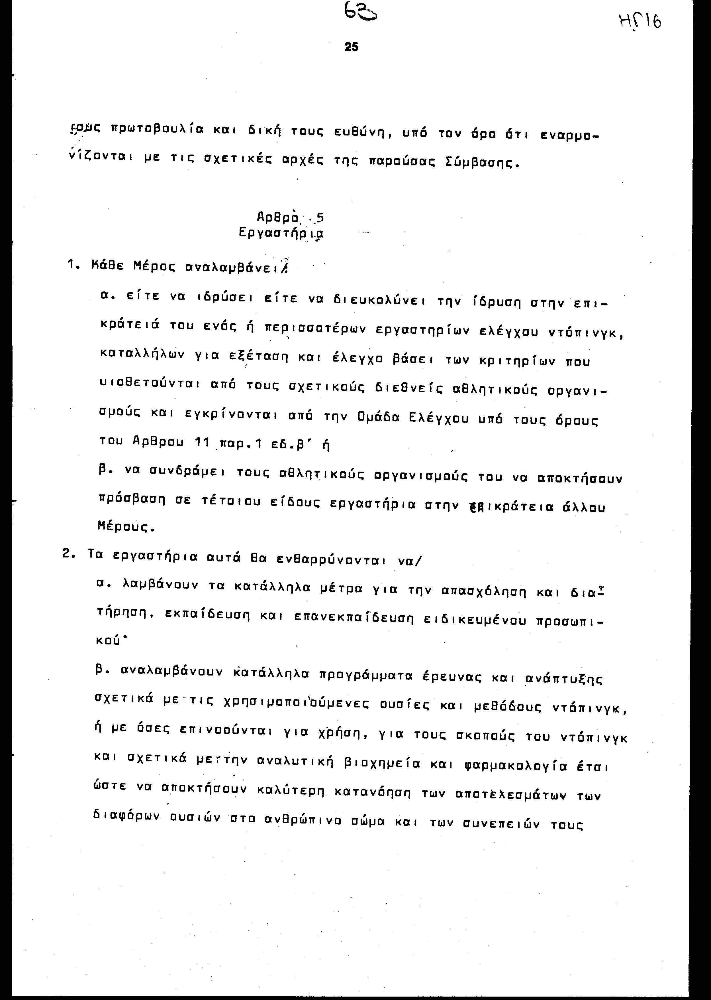 63
25
τους πρωτοβουλία και δική τους ευθύνη, υπό τον όρο ότι εναρμο-
νίζονται με τις σχετικές αρχές της παρούσας Σύμβασης.
Αρθρο 5
Εργαστήρια
1. Κάθε Μέρος αναλαμβάνει/:
α. είτε να ιδρύσει είτε να διευκολύνει την ίδρυση στην επι-
κράτειά του ενός ή περισσοτέρων εργαστηρίων ελέγχου ντόπινγκ,
καταλλήλων για εξέταση και έλεγχο βάσει των κριτηρίων που
υιοθετούνται από τους σχετικούς διεθνείς αθλητικούς οργανι-
σμούς και εγκρίνονται από την Ομάδα Ελέγχου υπό τους όρους
του Αρθρου 11 παρ.1 εδ.β΄ ή
β. να συνδράμει τους αθλητικούς οργανισμούς του να αποκτήσουν
πρόσβαση σε τέτοιου είδους εργαστήρια στην επικράτεια άλλου
Μέρους.
2. Τα εργαστήρια αυτά θα ενθαρρύνονται να/
α. λαμβάνουν τα κατάλληλα μέτρα για την απασχόληση και δια-
τήρηση, εκπαίδευση και επανεκπαίδευση ειδικευμένου προσωπι-
κού·
β. αναλαμβάνουν κατάλληλα προγράμματα έρευνας και ανάπτυξης
σχετικά με τις χρησιμοποιούμενες ουσίες και μεθόδους ντόπινγκ,
ή με όσες επινοούνται για χρήση, για τους σκοπούς του ντόπινγκ
και σχετικά με την αναλυτική βιοχημεία και φαρμακολογία έτσι
ώστε να αποκτήσουν καλύτερη κατανόηση των αποτελεσμάτων των
διαφόρων ουσιών στο ανθρώπινο σώμα και των συνεπειών τους